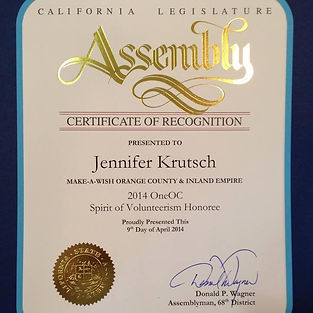 CALIFORNIA LEGISLATURE
Assembly
CERTIFICATE OF RECOGNITION
PRESENTED TO
Jennifer Krutsch
MAKE-A-WISH ORANGE COUNTY & INLAND EMPIRE
2014 OneOC
Spirit of Volunteerism Honoree
Proudly Presented This
9th Day of April 2014
Donald P. Wagner
Assemblyman, 68th District